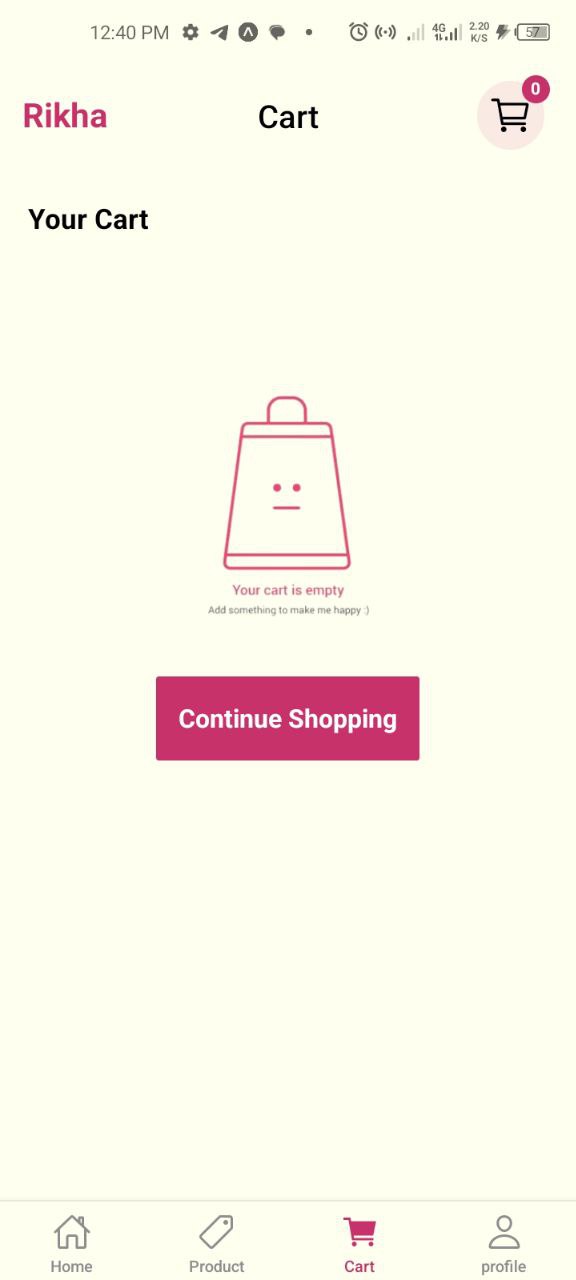 12:40 PM 4G 2.20 K/S 57
Rikha Cart 0
Your Cart
Your cart is empty
Add something to make me happy :)
Continue Shopping
Home Product Cart profile